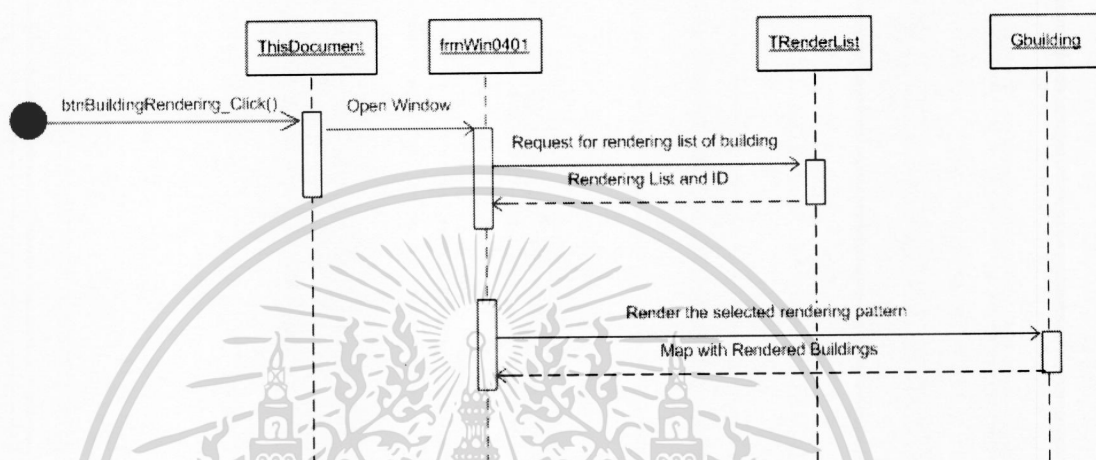 ThisDocument
frmWin0401
TRenderList
Gbuilding
btnBuildingRendering_Click()
Open Window
Request for rendering list of building
Rendering List and ID
Render the selected rendering pattern
Map with Rendered Buildings